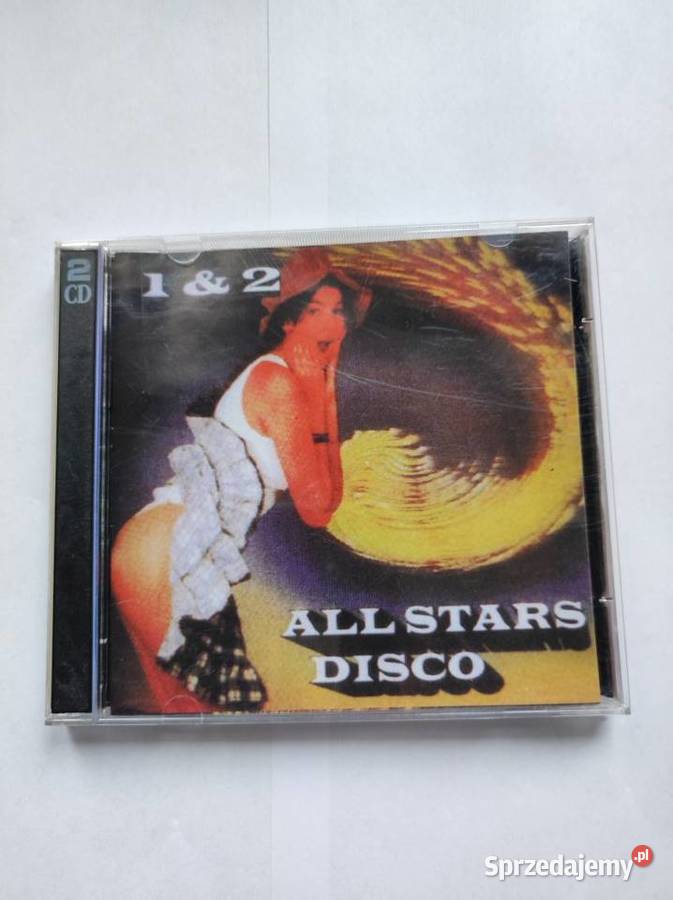 2
CD
1 & 2
ALL STARS
DISCO
Sprzedajemy.pl